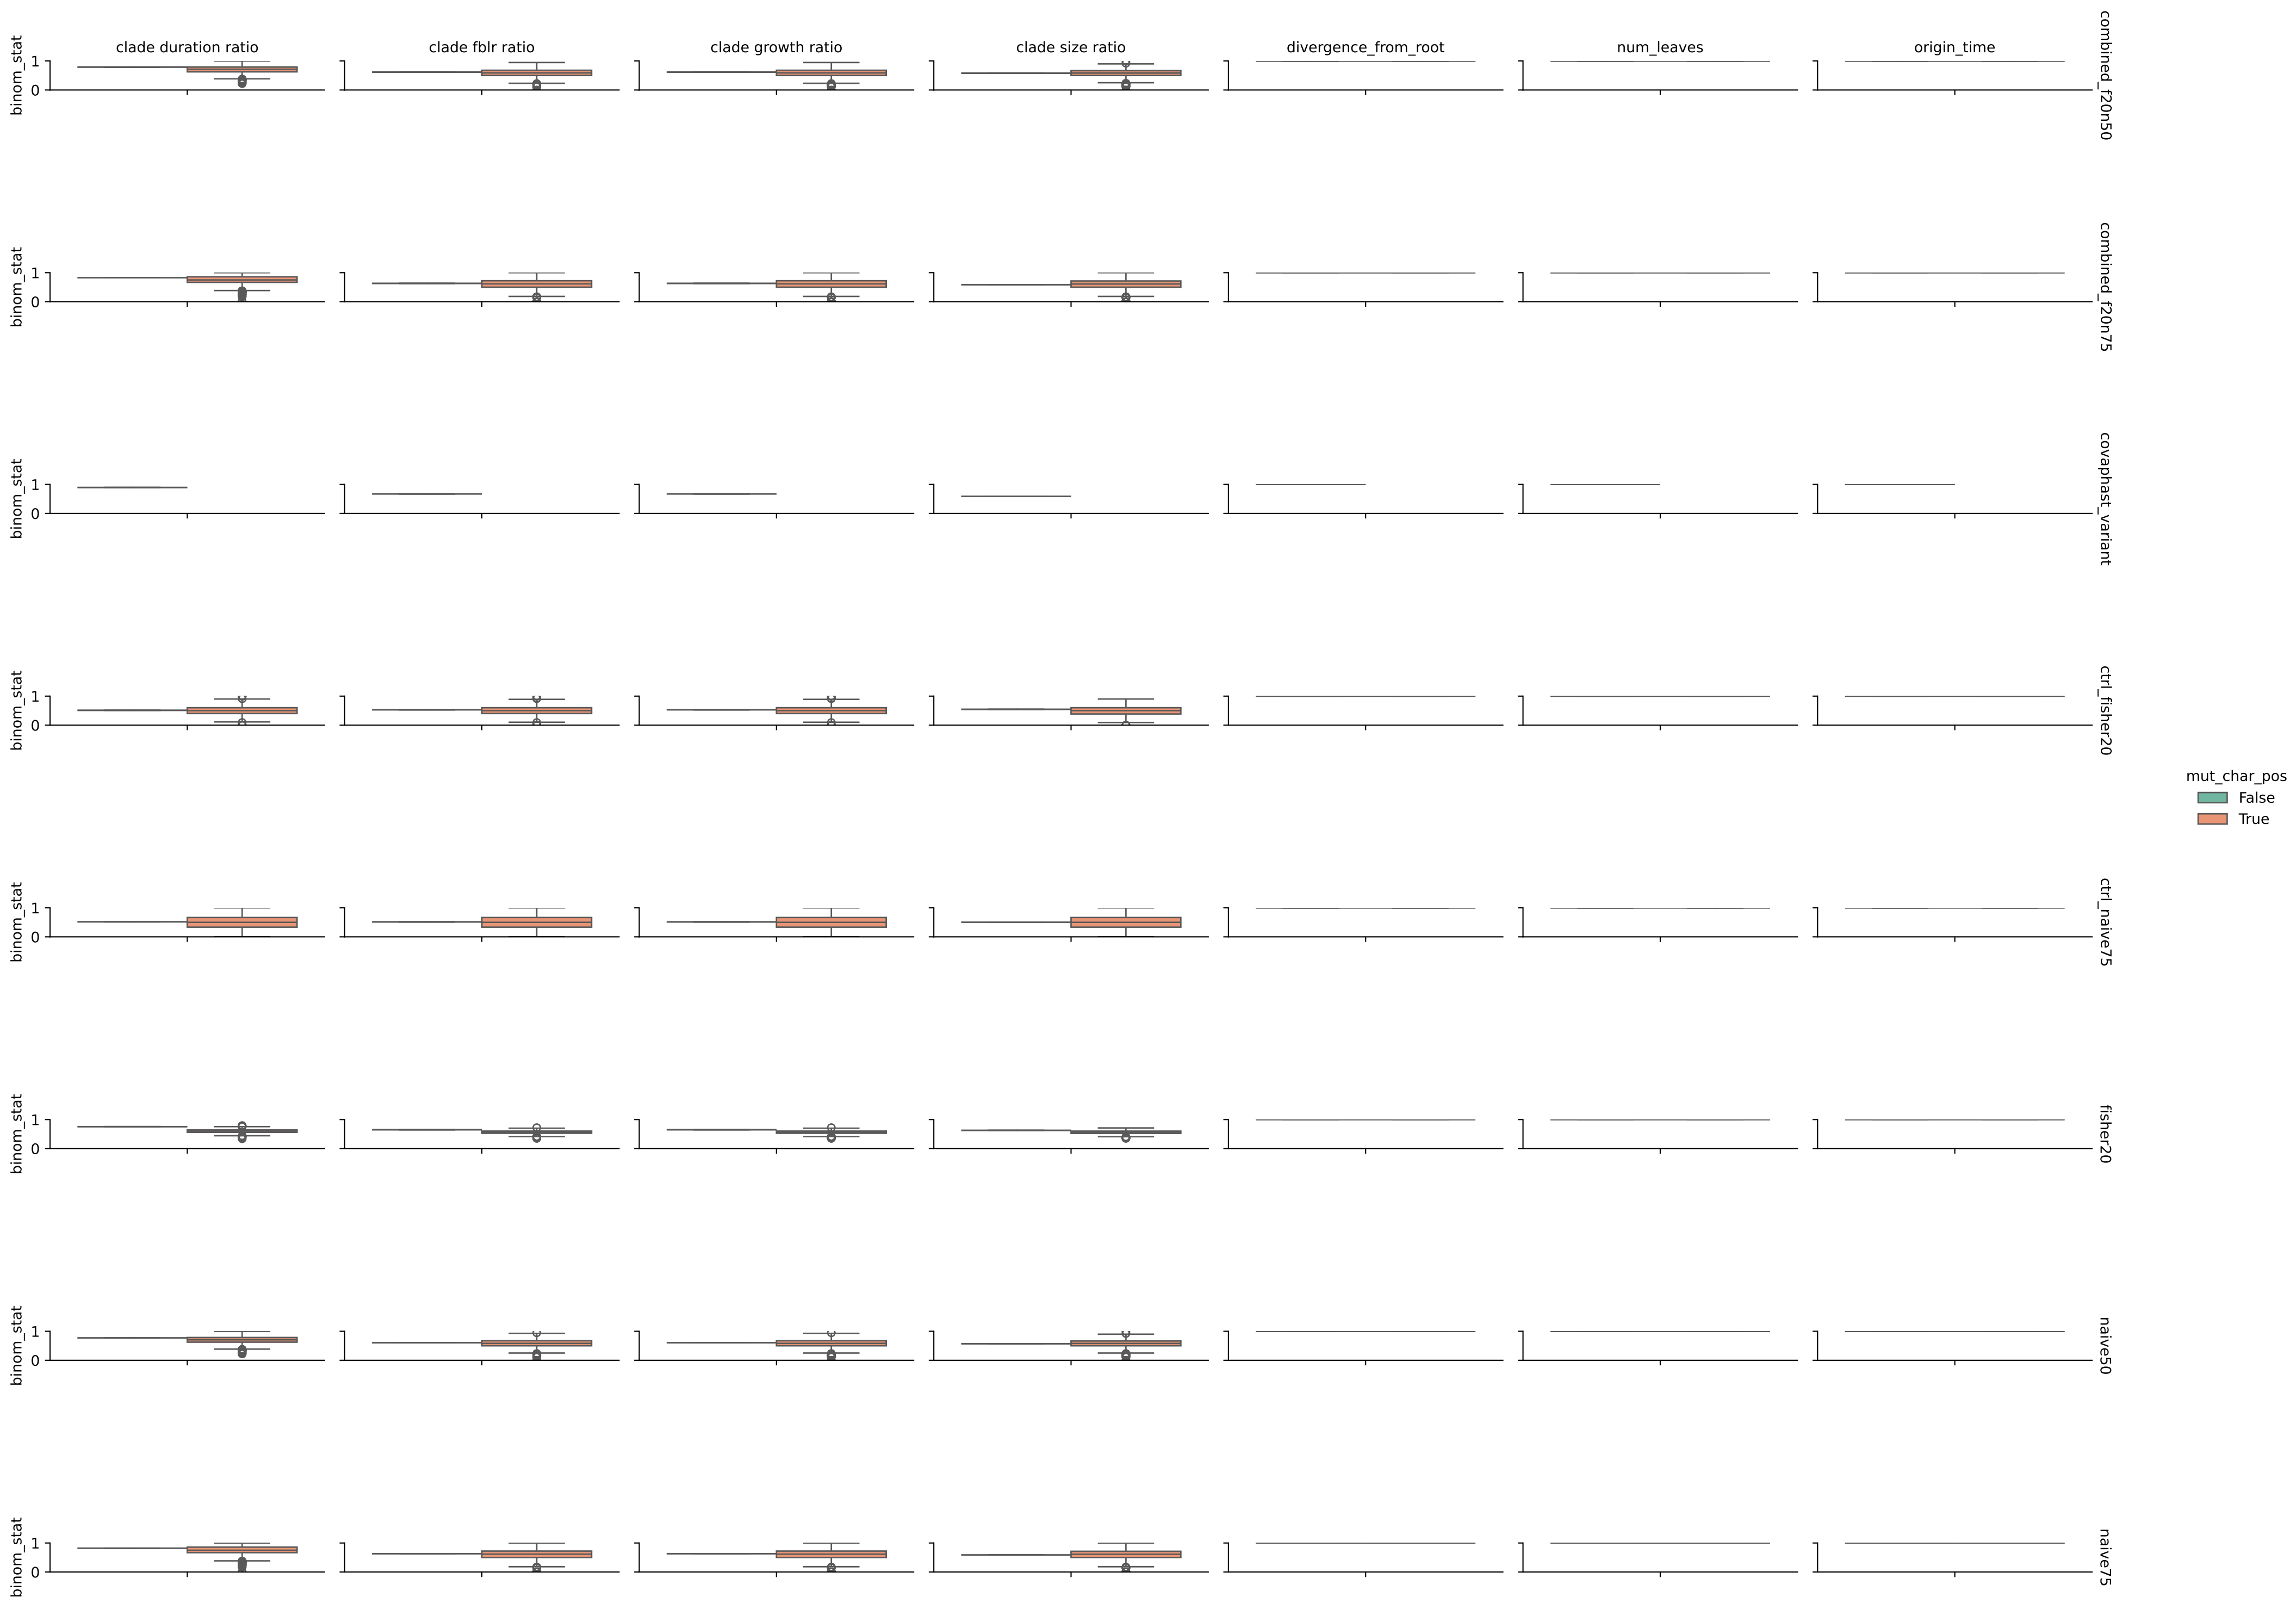 clade duration ratio
clade fblr ratio
clade growth ratio
clade size ratio
divergence_from_root
num_leaves
origin_time
binom_stat
1
0
combined_f20n50
binom_stat
1
0
combined_f20n75
binom_stat
1
0
covaphast_variant
binom_stat
1
0
ctrl_fisher20
mut_char_pos
False
True
binom_stat
1
0
ctrl_naive75
binom_stat
1
0
fisher20
binom_stat
1
0
naive50
binom_stat
1
0
naive75